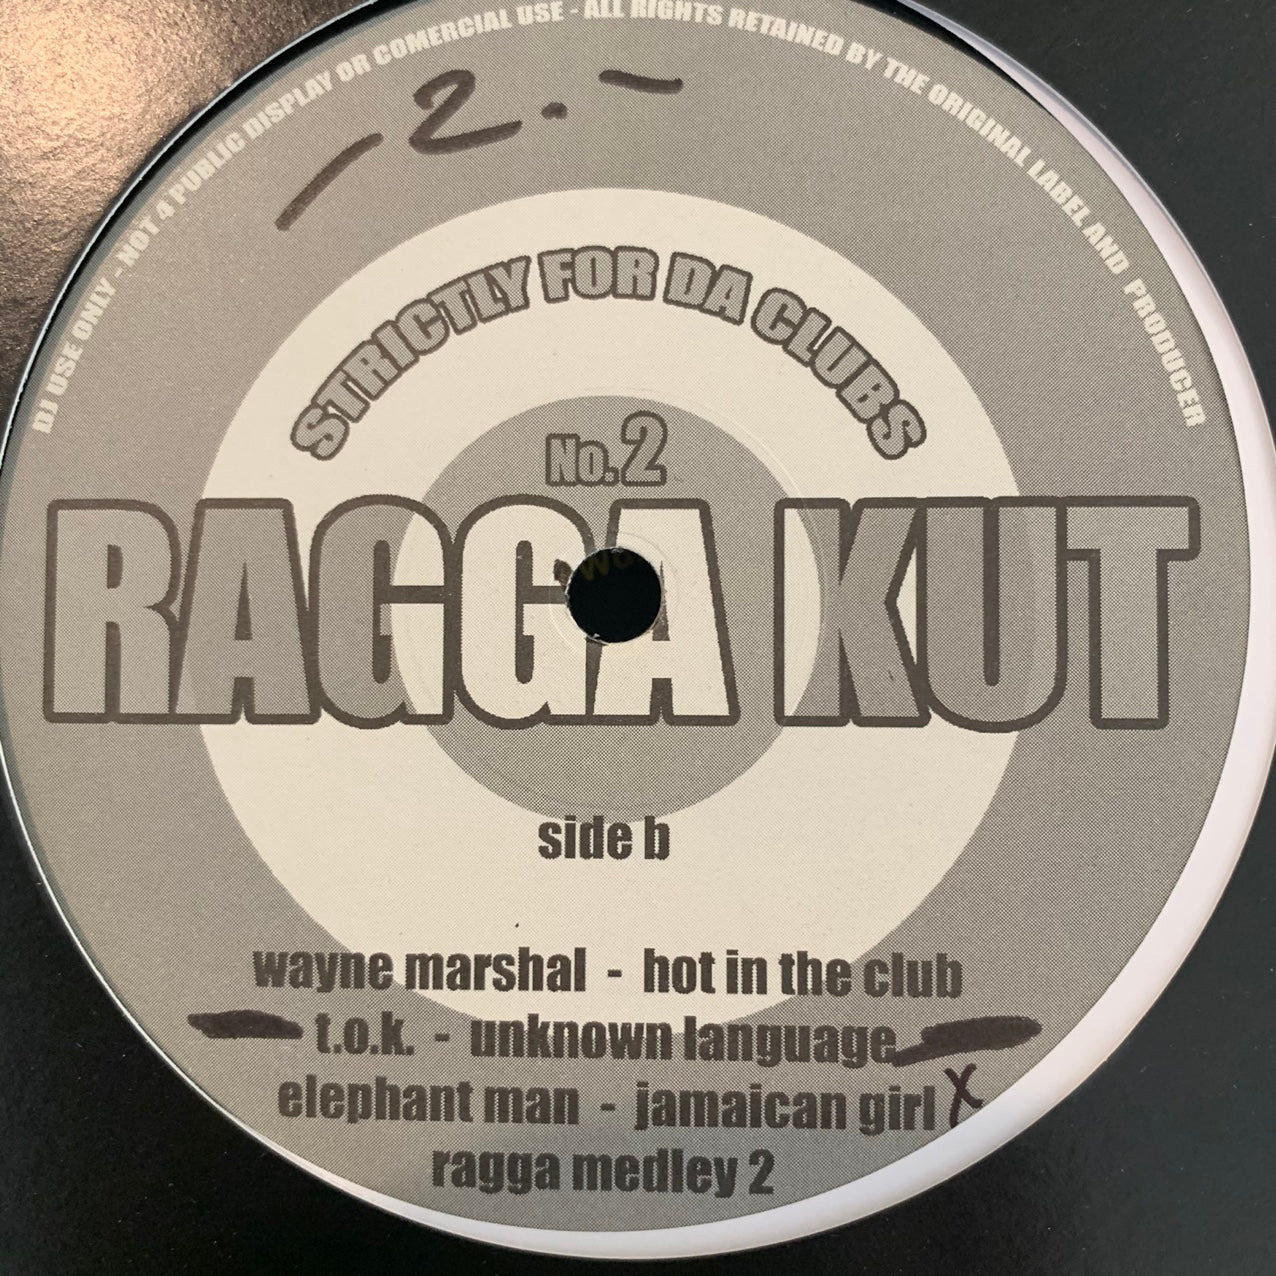 DJ USE ONLY - NOT 4 PUBLIC DISPLAY OR COMERCIAL USE - ALL RIGHTS RETAINED BY THE ORIGINAL LABEL AND PRODUCER
-2.-
STRICTLY FOR DA CLUBS
No.2
RAGGA KUT
side b
wayne marshal - hot in the club
t.o.k. - unknown language
elephant man - jamaican girl X
ragga medley 2